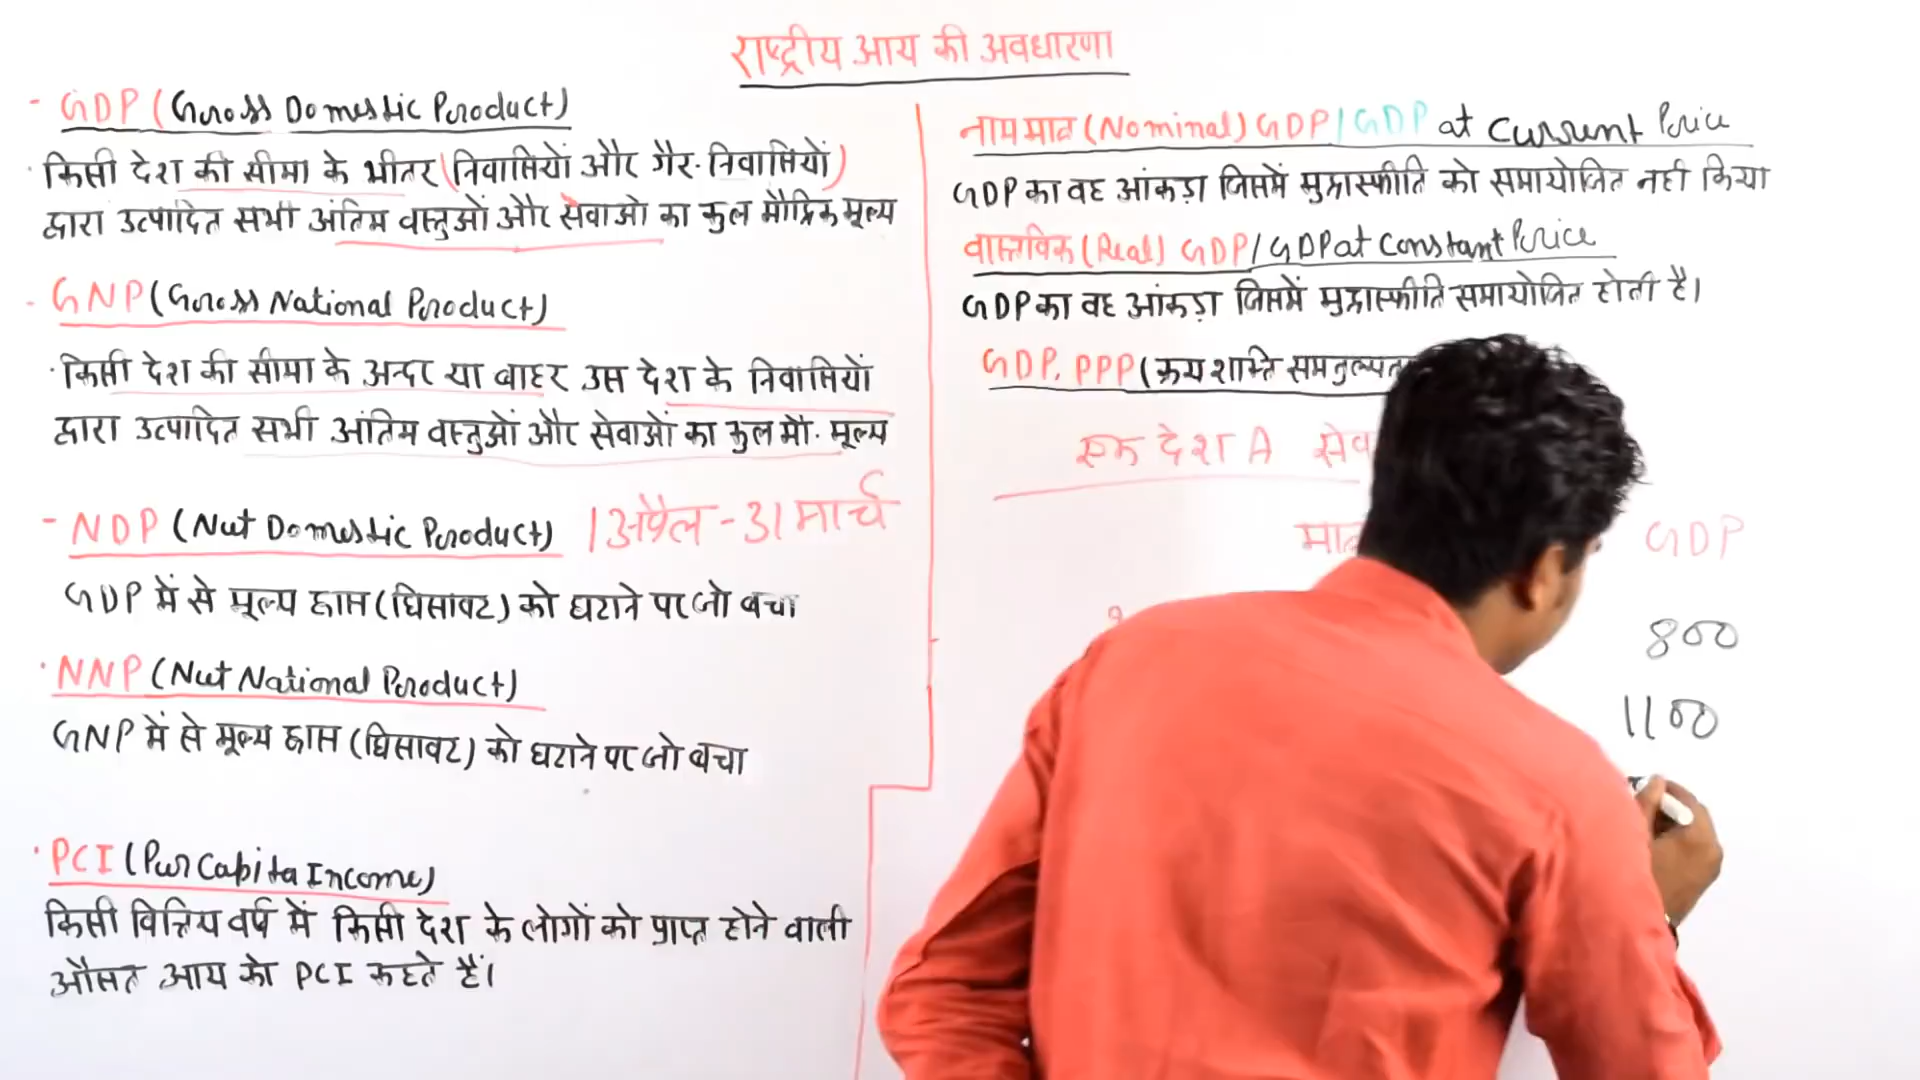 राष्ट्रीय आय की अवधारणा
- GDP (Gross Domestic Product)
· किसी देश की सीमा के भीतर (निवासियों और गैर-निवासियों)
द्वारा उत्पादित सभी अंतिम वस्तुओं और सेवाओं का कुल मौद्रिक मूल्य
- GNP (Gross National Product)
· किसी देश की सीमा के अन्दर या बाहर उस देश के निवासियों
द्वारा उत्पादित सभी अंतिम वस्तुओं और सेवाओं का कुल मौ. मूल्य
- NDP (Net Domestic Product) 1 अप्रैल - 31 मार्च
GDP में से मूल्य ह्रास (घिसावट) को घटाने पर जो बचा
· NNP (Net National Product)
GNP में से मूल्य ह्रास (घिसावट) को घटाने पर जो बचा
· PCI (Per Capita Income)
किसी वित्तिय वर्ष में किसी देश के लोगों को प्राप्त होने वाली
औसत आय को PCI कहते हैं।
नाममात्र (Nominal) GDP / GDP at Current Price
GDP का वह आंकड़ा जिसमें मुद्रास्फीति को समायोजित नही किया
वास्तविक (Real) GDP / GDP at Constant Price
GDP का वह आंकड़ा जिसमें मुद्रास्फीति समायोजित होती है।
GDP. PPP (क्रय शक्ति
एक देश A
GDP
800
1100